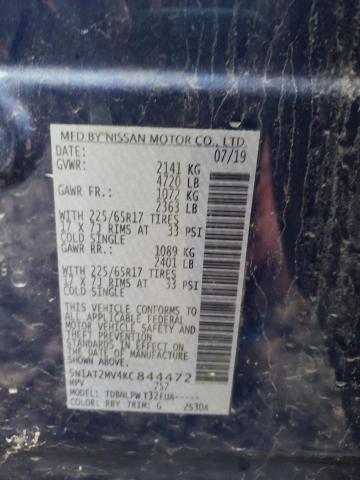 MFD BY NISSAN MOTOR CO., LTD.
DATE: 07/19
GVWR: 2141 KG
4720 LB
GAWR FR.: 1072 KG
2363 LB
WITH 225/65R17 TIRES
17 X 7J RIMS AT 33 PSI
COLD SINGLE
GAWR RR.: 1089 KG
2401 LB
WITH 225/65R17 TIRES
17 X 7J RIMS AT 33 PSI
COLD SINGLE
THIS VEHICLE CONFORMS TO
ALL APPLICABLE FEDERAL
MOTOR VEHICLE SAFETY
STANDARDS IN EFFECT ON
THE DATE OF MANUFACTURE
SHOWN ABOVE.
5N1AT2MV4KC844472
MPV 757
MODEL: TDBNLPW T32EUA-----
COLOR: RBY TRIM: G ZS30A